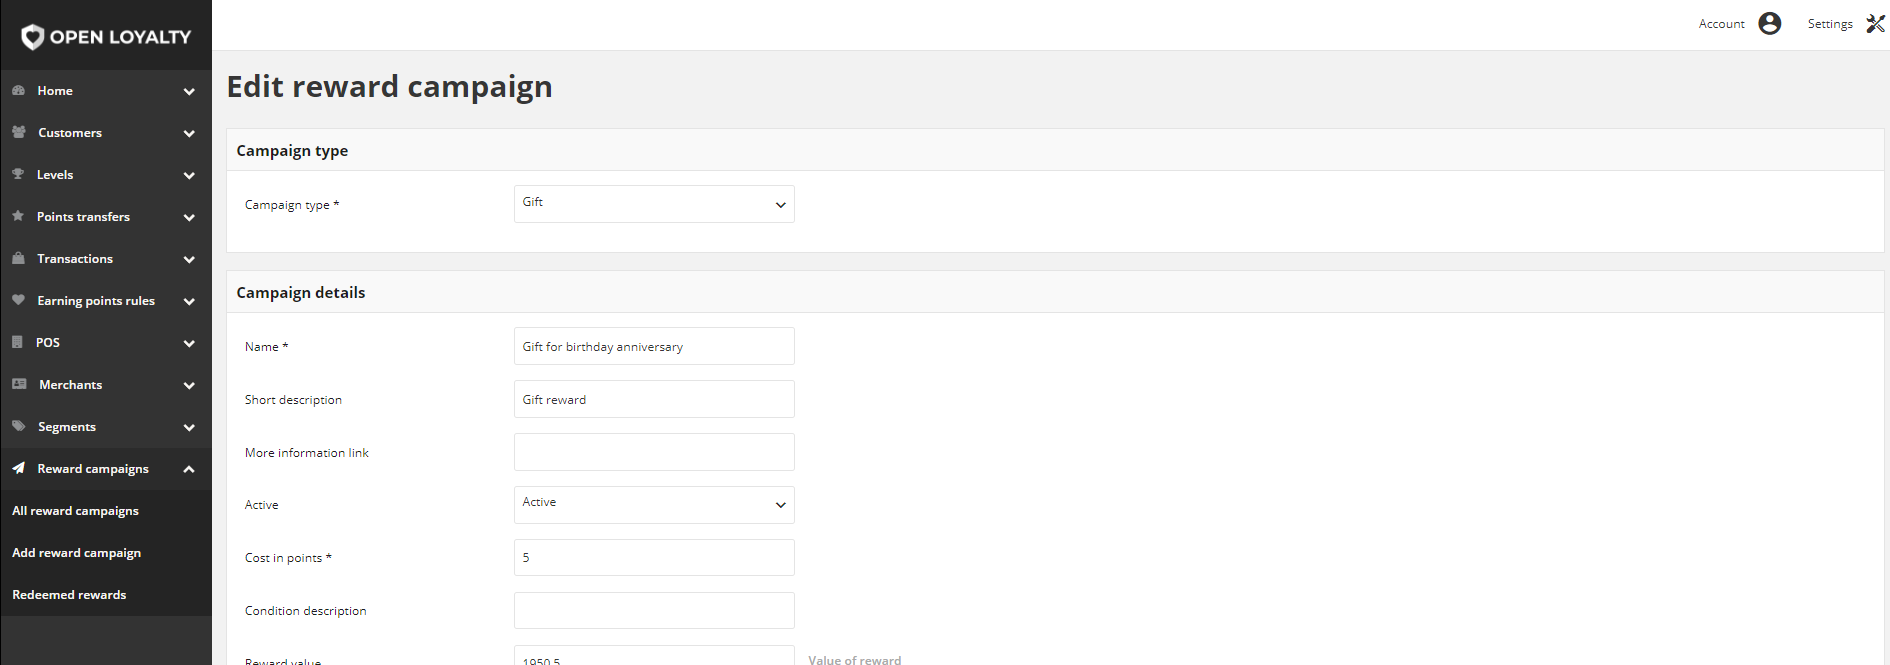 OPEN LOYALTY
Account
Settings
Home
Customers
Levels
Points transfers
Transactions
Earning points rules
POS
Merchants
Segments
Reward campaigns
All reward campaigns
Add reward campaign
Redeemed rewards
Edit reward campaign
Campaign type
Campaign type * Gift
Campaign details
Name * Gift for birthday anniversary
Short description Gift reward
More information link
Active Active
Cost in points * 5
Condition description
Reward value 1950.5 Value of reward